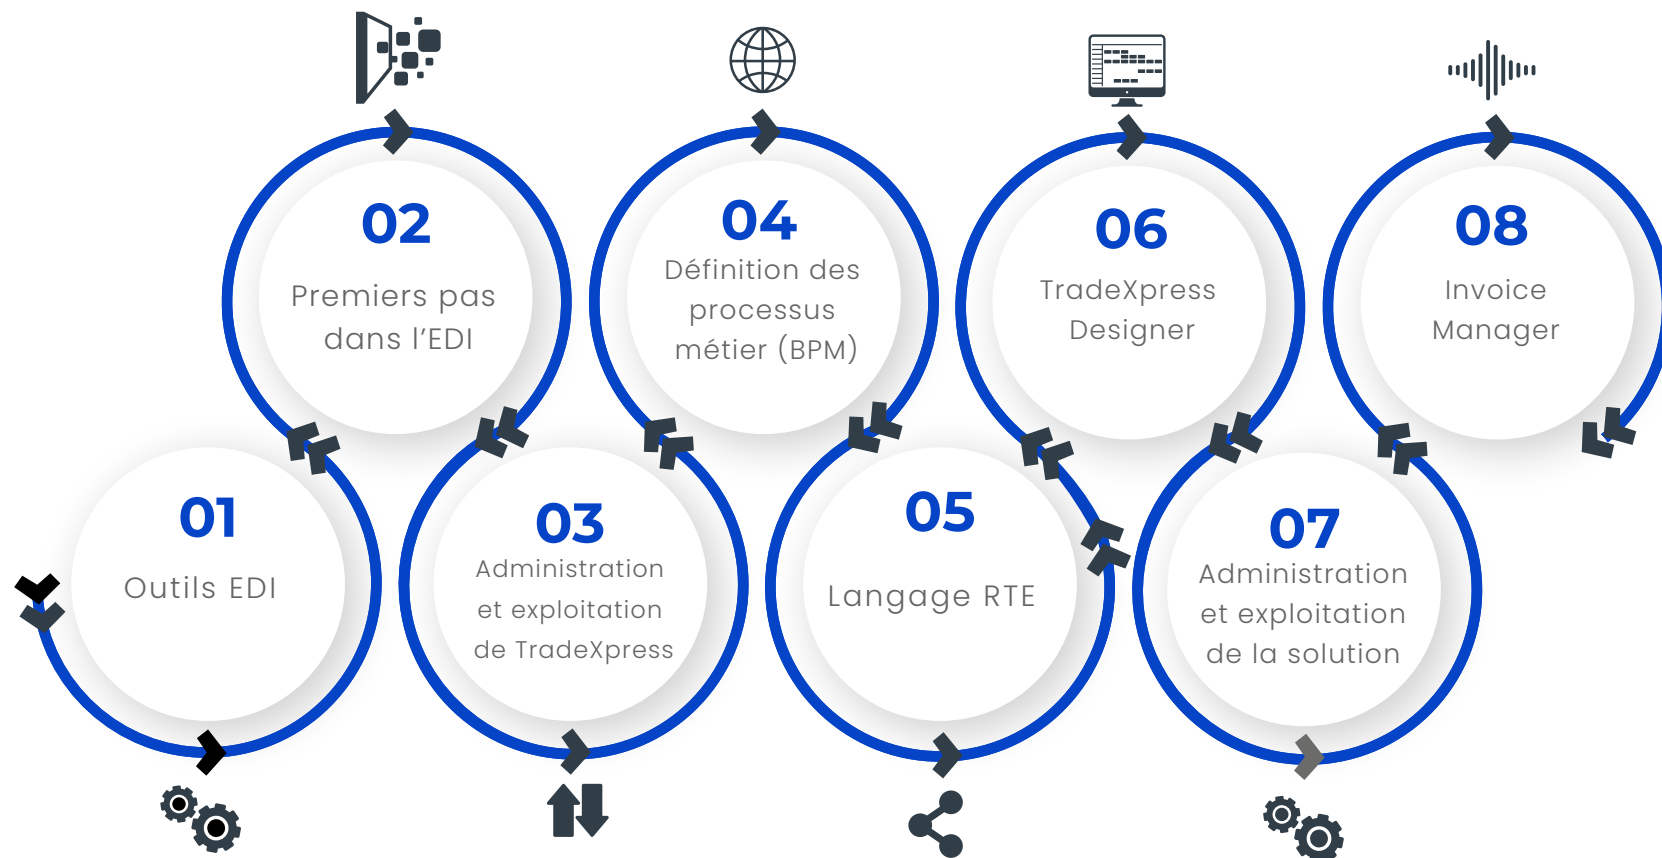 01
Outils EDI
02
Premiers pas
dans l’EDI
03
Administration
et exploitation
de TradeXpress
04
Définition des
processus
métier (BPM)
05
Langage RTE
06
TradeXpress
Designer
07
Administration
et exploitation
de la solution
08
Invoice
Manager